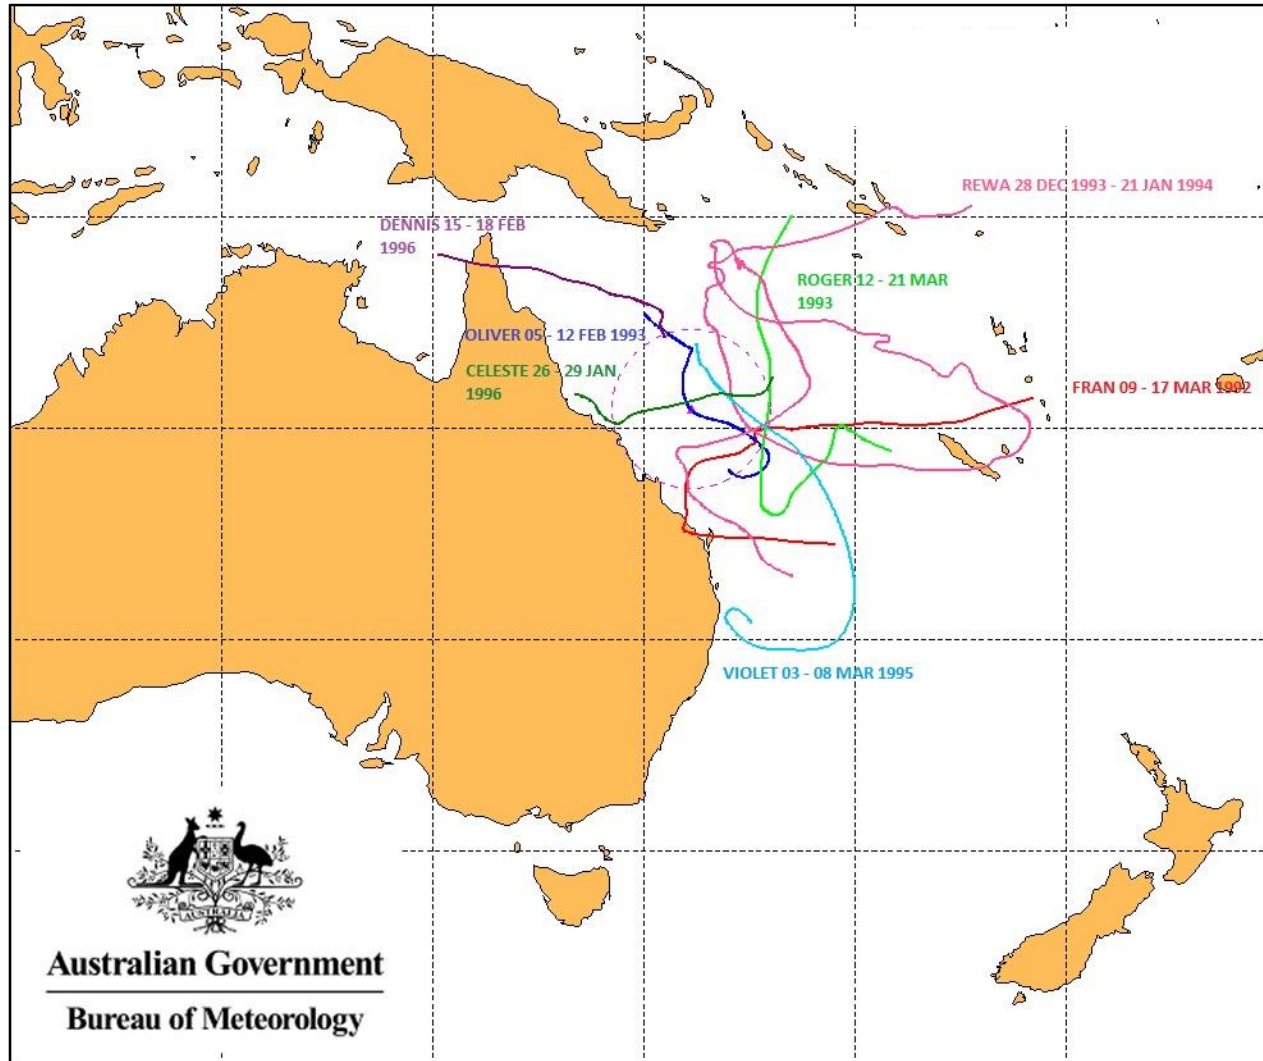 REWA 28 DEC 1993 - 21 JAN 1994
DENNIS 15 - 18 FEB
1996
ROGER 12 - 21 MAR
1993
OLIVER 05 - 12 FEB 1993
CELESTE 26 - 29 JAN
1996
FRAN 09 - 17 MAR 1992
VIOLET 03 - 08 MAR 1995
AUSTRALIA
Australian Government
Bureau of Meteorology